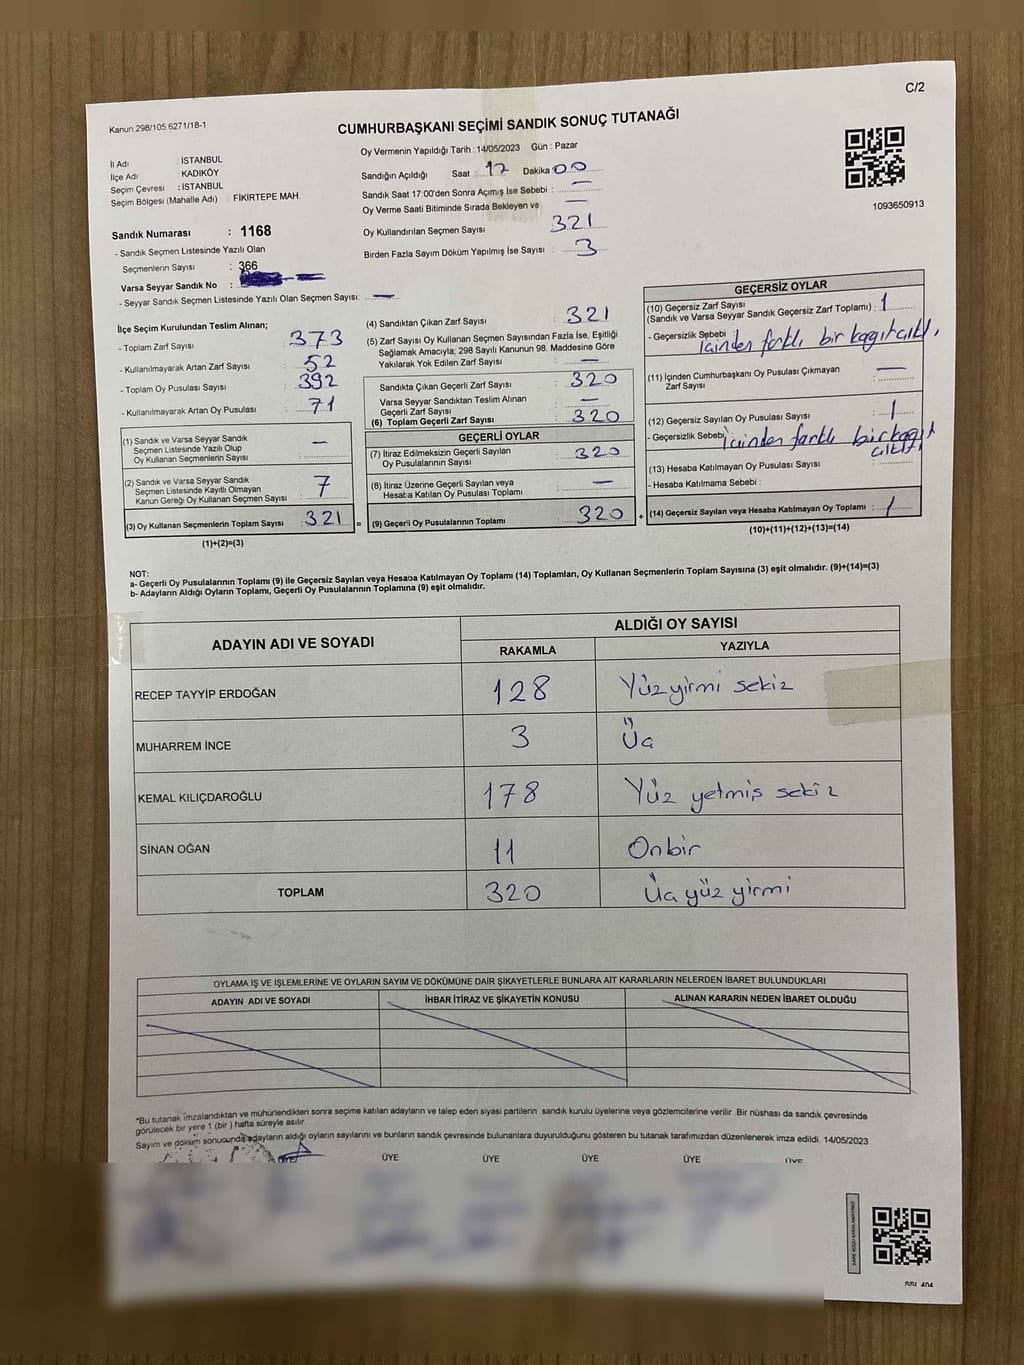 C/2
Kanun 298/105 6271/18-1
CUMHURBAŞKANI SEÇİMİ SANDIK SONUÇ TUTANAĞI
İl Adı : İSTANBUL
İlçe Adı : KADIKÖY
Seçim Çevresi : İSTANBUL
Seçim Bölgesi (Mahalle Adı) : FİKİRTEPE MAH.
Sandık Numarası : 1168
- Sandık Seçmen Listesinde Yazılı Olan
Seçmenlerin Sayısı : 366
Varsa Seyyar Sandık No :
- Seyyar Sandık Seçmen Listesinde Yazılı Olan Seçmen Sayısı: —
Oy Vermenin Yapıldığı Tarih : 14/05/2023 Gün : Pazar
Sandığın Açıldığı Saat : 17 Dakika : 00
Sandık Saat 17:00'den Sonra Açılmış İse Sebebi : —
Oy Verme Saati Bitiminde Sırada Bekleyen ve —
Oy Kullandırılan Seçmen Sayısı 321
Birden Fazla Sayım Döküm Yapılmış İse Sayısı : 3
1093650913
İlçe Seçim Kurulundan Teslim Alınan;
- Toplam Zarf Sayısı : 373
- Kullanılmayarak Artan Zarf Sayısı : 52
- Toplam Oy Pusulası Sayısı : 392
- Kullanılmayarak Artan Oy Pusulası : 71
(1) Sandık ve Varsa Seyyar Sandık
Seçmen Listesinde Yazılı Olup
Oy Kullanan Seçmenlerin Sayısı : —
(2) Sandık ve Varsa Seyyar Sandık
Seçmen Listesinde Kayıtlı Olmayan
Kanun Gereği Oy Kullanan Seçmen Sayısı : 7
(3) Oy Kullanan Seçmenlerin Toplam Sayısı : 321
(1)+(2)=(3)
(4) Sandıktan Çıkan Zarf Sayısı : 321
(5) Zarf Sayısı Oy Kullanan Seçmen Sayısından Fazla İse, Eşitliği
Sağlamak Amacıyla; 298 Sayılı Kanunun 98. Maddesine Göre
Yakılarak Yok Edilen Zarf Sayısı : —
Sandıkta Çıkan Geçerli Zarf Sayısı : 320
Varsa Seyyar Sandıktan Teslim Alınan
Geçerli Zarf Sayısı : —
(6) Toplam Geçerli Zarf Sayısı : 320
GEÇERLİ OYLAR
(7) İtiraz Edilmeksizin Geçerli Sayılan
Oy Pusulalarının Sayısı : 320
(8) İtiraz Üzerine Geçerli Sayılan veya
Hesaba Katılan Oy Pusulası Toplamı : —
(9) Geçerli Oy Pusulalarının Toplamı : 320
=
+
GEÇERSİZ OYLAR
(10) Geçersiz Zarf Sayısı
(Sandık ve Varsa Seyyar Sandık Geçersiz Zarf Toplamı) : 1
- Geçersizlik Sebebi : İçinden farklı bir kağıt çıktı.
(11) İçinden Cumhurbaşkanı Oy Pusulası Çıkmayan
Zarf Sayısı : —
(12) Geçersiz Sayılan Oy Pusulası Sayısı : 1
- Geçersizlik Sebebi : İçinden farklı bir kağıt
çıktı
(13) Hesaba Katılmayan Oy Pusulası Sayısı :
- Hesaba Katılmama Sebebi :
(14) Geçersiz Sayılan veya Hesaba Katılmayan Oy Toplamı : 1
(10)+(11)+(12)+(13)=(14)
NOT:
a- Geçerli Oy Pusulalarının Toplamı (9) ile Geçersiz Sayılan veya Hesaba Katılmayan Oy Toplamı (14) Toplamları, Oy Kullanan Seçmenlerin Toplam Sayısına (3) eşit olmalıdır. (9)+(14)=(3)
b- Adayların Aldığı Oyların Toplamı, Geçerli Oy Pusulalarının Toplamına (9) eşit olmalıdır.
ADAYIN ADI VE SOYADI ALDIĞI OY SAYISI
RAKAMLA YAZIYLA
RECEP TAYYİP ERDOĞAN 128 Yüzyirmi sekiz
MUHARREM İNCE 3 Üç
KEMAL KILIÇDAROĞLU 178 Yüz yetmiş sekiz
SİNAN OĞAN 11 Onbir
TOPLAM 320 Üç yüz yirmi
OYLAMA İŞ VE İŞLEMLERİNE VE OYLARIN SAYIM VE DÖKÜMÜNE DAİR ŞİKAYETLERLE BUNLARA AİT KARARLARIN NELERDEN İBARET BULUNDUKLARI
ADAYIN ADI VE SOYADI İHBAR İTİRAZ VE ŞİKAYETİN KONUSU ALINAN KARARIN NEDEN İBARET OLDUĞU
*Bu tutanak imzalandıktan ve mühürlendikten sonra seçime katılan adayların ve talep eden siyasi partilerin sandık kurulu üyelerine veya gözlemcilerine verilir. Bir nüshası da sandık çevresinde
görülecek bir yere 1 (bir) hafta süreyle asılır.
Sayım ve döküm sonucunda adayların aldığı oyların sayılarını ve bunların sandık çevresinde bulunanlara duyurulduğunu gösteren bu tutanak tarafımızdan düzenlenerek imza edildi. 14/05/2023
ÜYE ÜYE ÜYE ÜYE ÜYE ÜYE